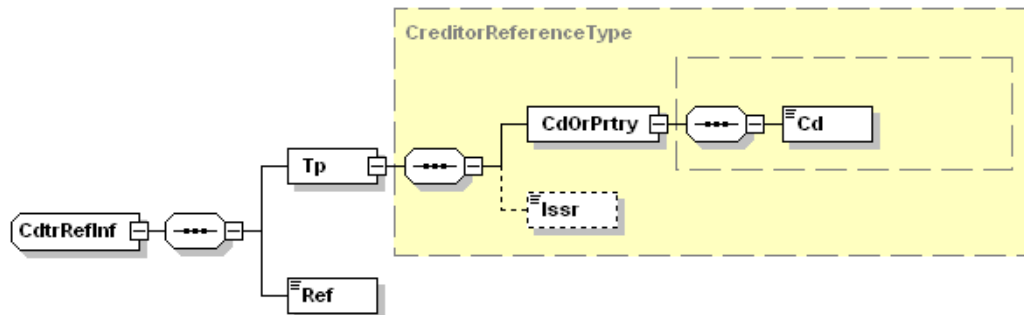 CreditorReferenceType
CdOrPrtry
Cd
Tp
Issr
CdtrRefInf
Ref